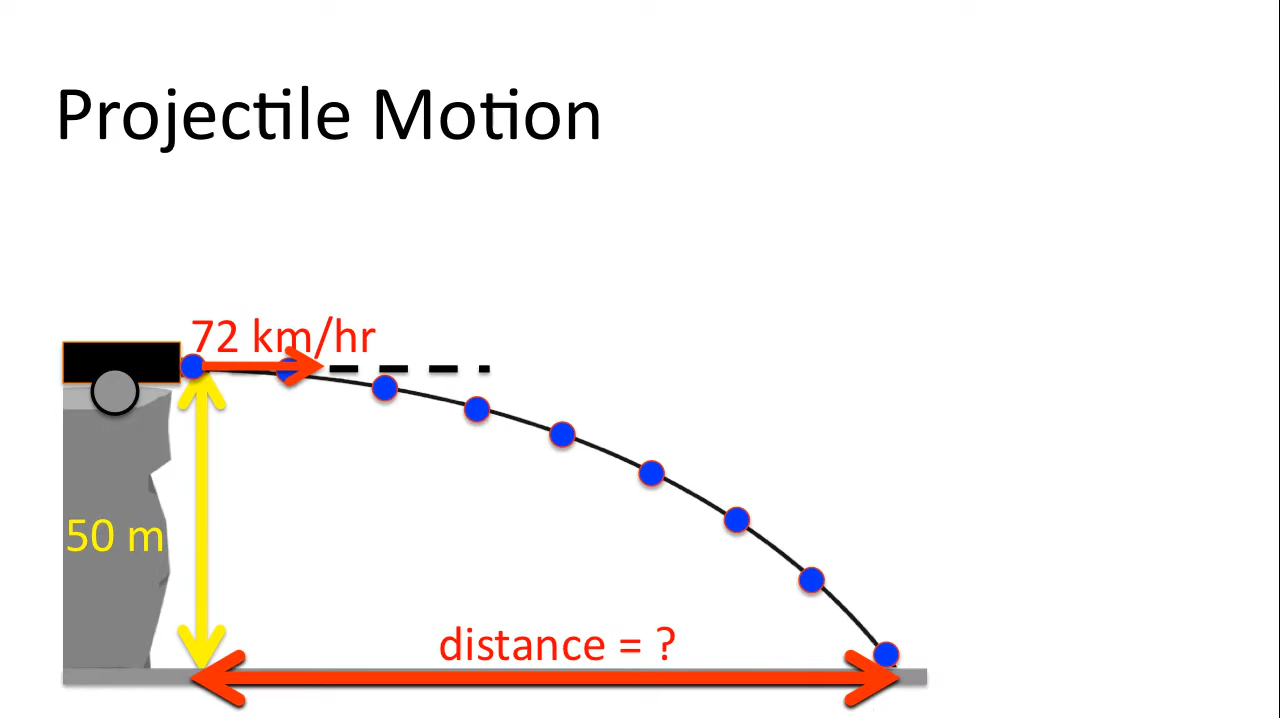 Projectile Motion
72 km/hr
50 m
distance = ?